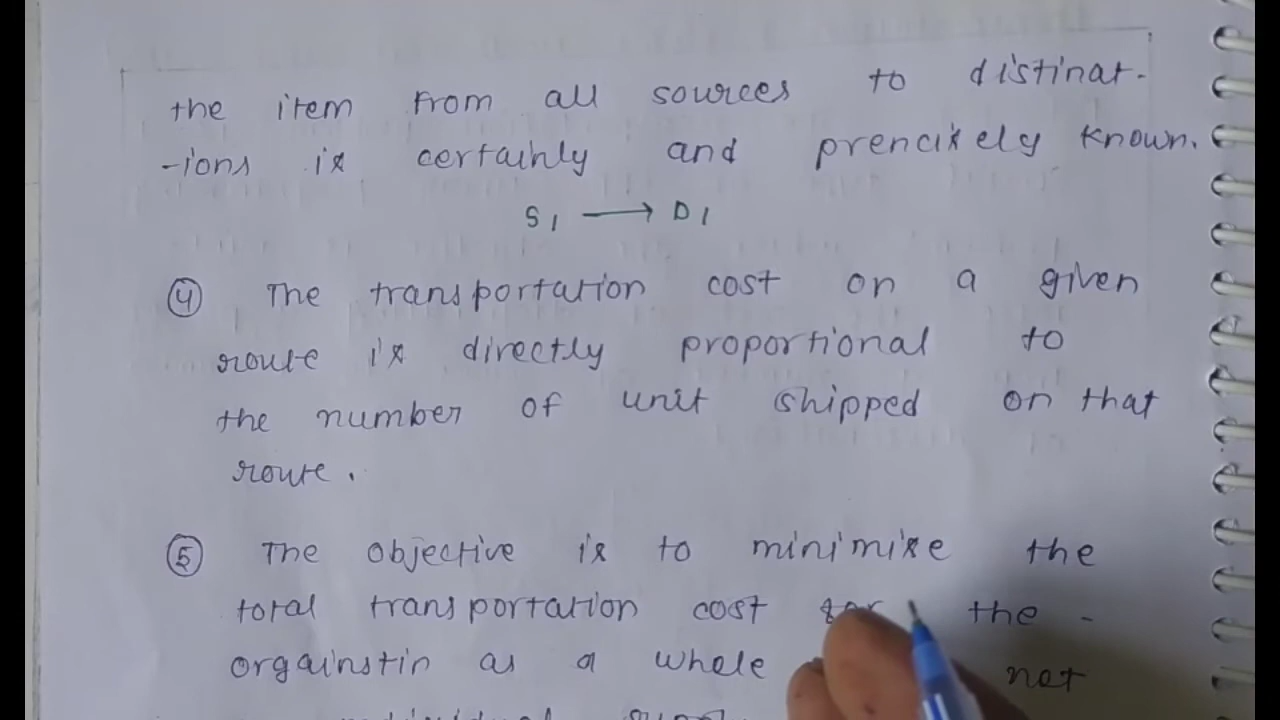 the item from all sources to distinat-
-ions is certainly and prencisely known.
S1 → D1
④ The transportation cost on a given
route is directly proportional to
the number of unit shipped on that
route.
⑤ The objective is to minimise the
total transportation cost for the -
orgainstin as a whole not